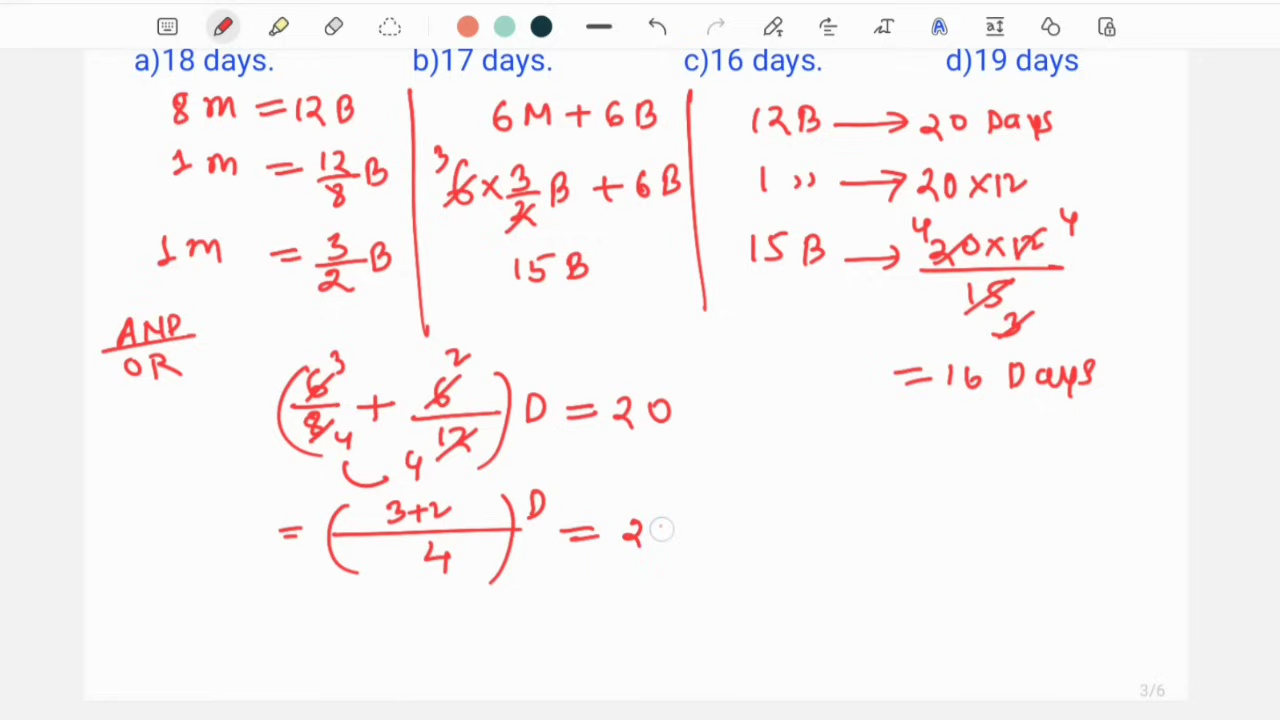 a)18 days. b)17 days. c)16 days. d)19 days
8 m = 12 B
1 m = 12/8 B
1 m = 3/2 B
6 M + 6 B
3 6 × 3/2 B + 6 B
15 B
12 B → 20 Days
1 ,, → 20 × 12
15 B → 4 20 × 12 4 / 15 3
= 16 Days
AND
OR
(6 3 / 8 4 + 6 2 / 12 4) D = 20
= (3+2 / 4) D = 2
3/6